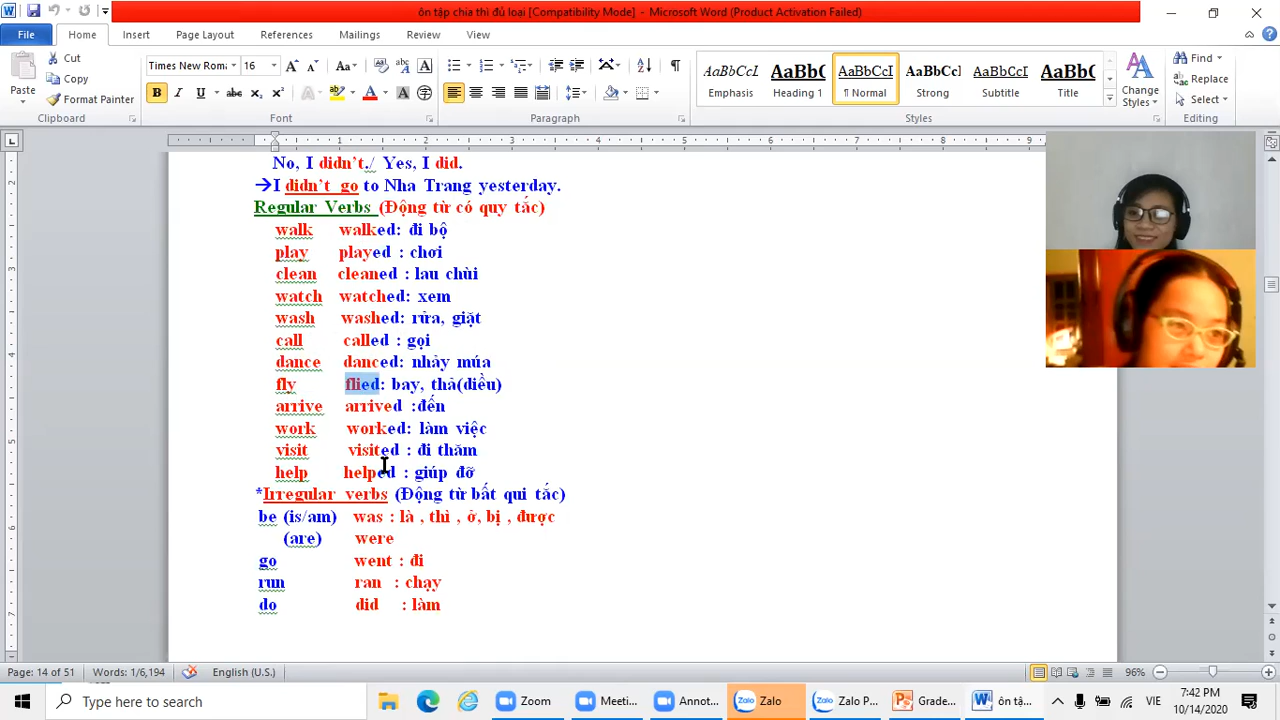 ôn tập chia thì đủ loại [Compatibility Mode] - Microsoft Word (Product Activation Failed)
File Home Insert Page Layout References Mailings Review View
Cut
Copy
Format Painter
Paste
Clipboard
Times New Rom 16
Font
Paragraph
AaBbCcI AaBbC AaBbCcI AaBbCcI AaBbCcI AaBbC
Emphasis Heading 1 ¶ Normal Strong Subtitle Title
Change Styles
Styles
Find
Replace
Select
Editing
No, I didn't./ Yes, I did.
→I didn't go to Nha Trang yesterday.
Regular Verbs (Động từ có quy tắc)
walk walked: đi bộ
play played : chơi
clean cleaned : lau chùi
watch watched: xem
wash washed: rửa, giặt
call called : gọi
dance danced: nhảy múa
fly flied: bay, thả(diều)
arrive arrived :đến
work worked: làm việc
visit visited : đi thăm
help helped : giúp đỡ
*Irregular verbs (Động từ bất qui tắc)
be (is/am) was : là , thì , ở, bị , được
(are) were
go went : đi
run ran : chạy
do did : làm
Page: 14 of 51 Words: 1/6,194 English (U.S.) 96%
Type here to search Zoom Meeti... Annot... Zalo Zalo P... Grade... ôn tậ... VIE 7:42 PM
10/14/2020